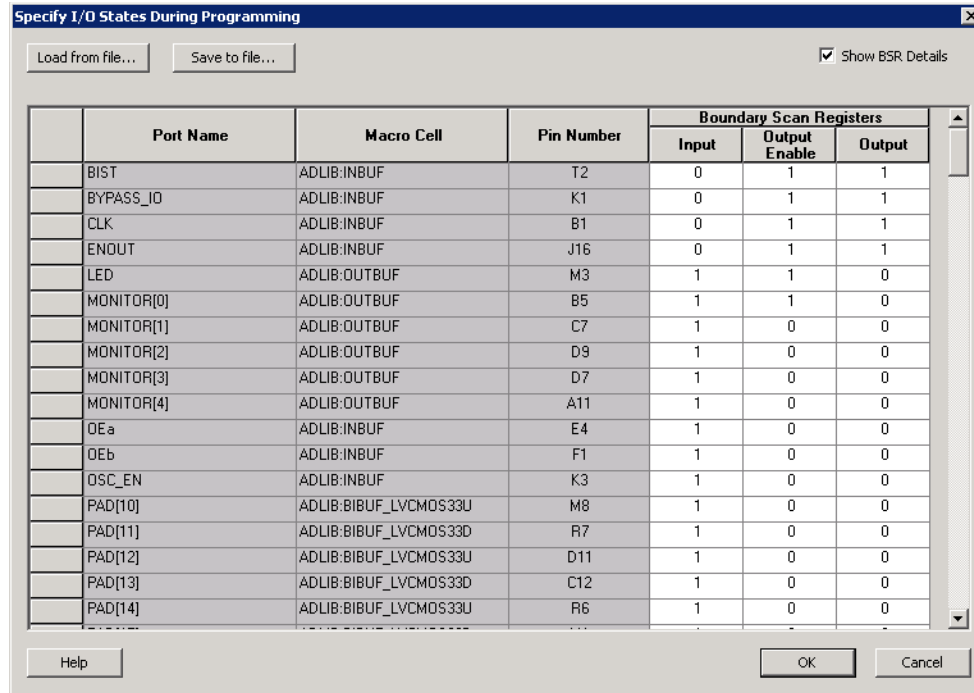 Specify I/O States During Programming
Load from file... Save to file... Show BSR Details
Port Name Macro Cell Pin Number Boundary Scan Registers
Input Output Enable Output
BIST ADLIB:INBUF T2 0 1 1
BYPASS_IO ADLIB:INBUF K1 0 1 1
CLK ADLIB:INBUF B1 0 1 1
ENOUT ADLIB:INBUF J16 0 1 1
LED ADLIB:OUTBUF M3 1 1 0
MONITOR[0] ADLIB:OUTBUF B5 1 1 0
MONITOR[1] ADLIB:OUTBUF C7 1 0 0
MONITOR[2] ADLIB:OUTBUF D9 1 0 0
MONITOR[3] ADLIB:OUTBUF D7 1 0 0
MONITOR[4] ADLIB:OUTBUF A11 1 0 0
OEa ADLIB:INBUF E4 1 0 0
OEb ADLIB:INBUF F1 1 0 0
OSC_EN ADLIB:INBUF K3 1 0 0
PAD[10] ADLIB:BIBUF_LVCMOS33U M8 1 0 0
PAD[11] ADLIB:BIBUF_LVCMOS33D R7 1 0 0
PAD[12] ADLIB:BIBUF_LVCMOS33U D11 1 0 0
PAD[13] ADLIB:BIBUF_LVCMOS33D C12 1 0 0
PAD[14] ADLIB:BIBUF_LVCMOS33U R6 1 0 0
Help OK Cancel